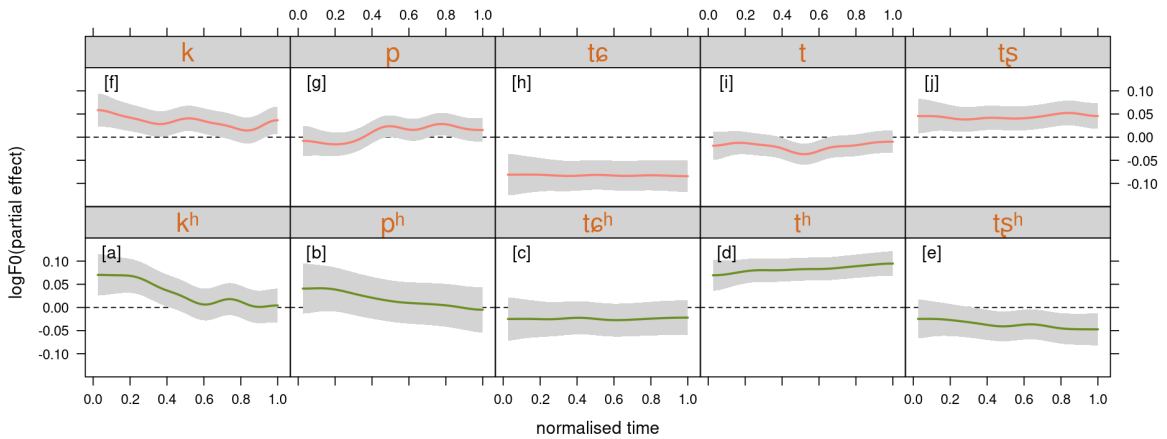 0.0 0.2 0.4 0.6 0.8 1.0 0.0 0.2 0.4 0.6 0.8 1.0
k p tɕ t tʂ
[f] [g] [h] [i] [j]
0.10
0.05
0.00
-0.05
-0.10
logF0(partial effect)
kʰ pʰ tɕʰ tʰ tʂʰ
[a] [b] [c] [d] [e]
0.10
0.05
0.00
-0.05
-0.10
0.0 0.2 0.4 0.6 0.8 1.0 0.0 0.2 0.4 0.6 0.8 1.0 0.0 0.2 0.4 0.6 0.8 1.0
normalised time